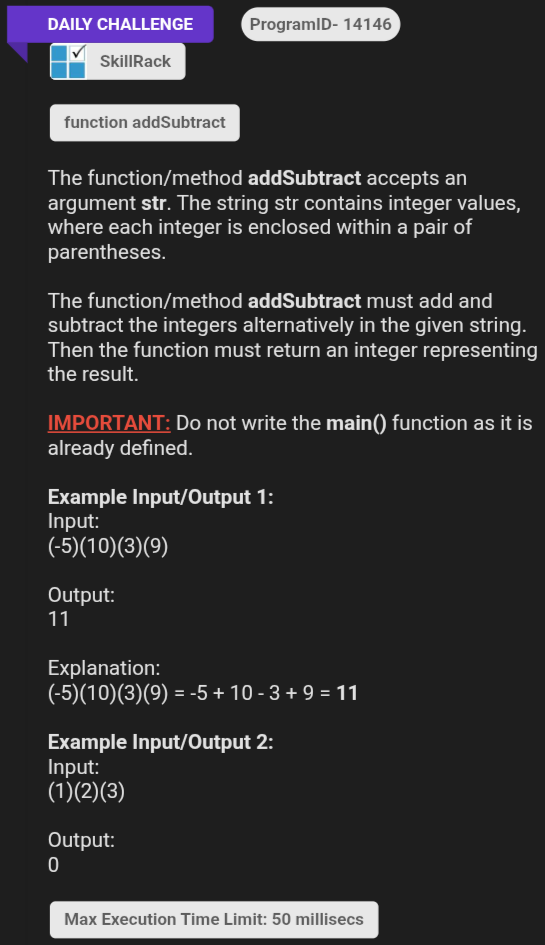 DAILY CHALLENGE
ProgramID- 14146
SkillRack
function addSubtract
The function/method addSubtract accepts an
argument str. The string str contains integer values,
where each integer is enclosed within a pair of
parentheses.
The function/method addSubtract must add and
subtract the integers alternatively in the given string.
Then the function must return an integer representing
the result.
IMPORTANT: Do not write the main() function as it is
already defined.
Example Input/Output 1:
Input:
(-5)(10)(3)(9)
Output:
11
Explanation:
(-5)(10)(3)(9) = -5 + 10 - 3 + 9 = 11
Example Input/Output 2:
Input:
(1)(2)(3)
Output:
0
Max Execution Time Limit: 50 millisecs